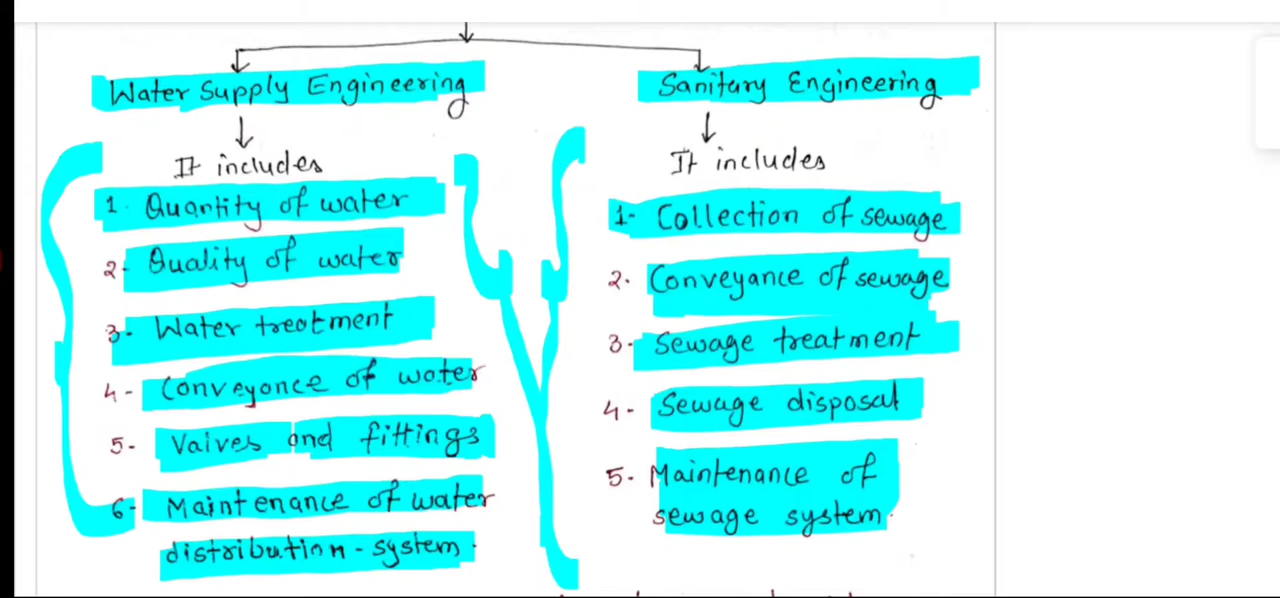 Water Supply Engineering
It includes
1. Quantity of water
2- Quality of water
3- Water treatment
4- Conveyance of water
5- Valves and fittings
6- Maintenance of water
distribution-system.
Sanitary Engineering
It includes
1- Collection of sewage
2. Conveyance of sewage
3. Sewage treatment
4- Sewage disposal
5- Maintenance of
sewage system.